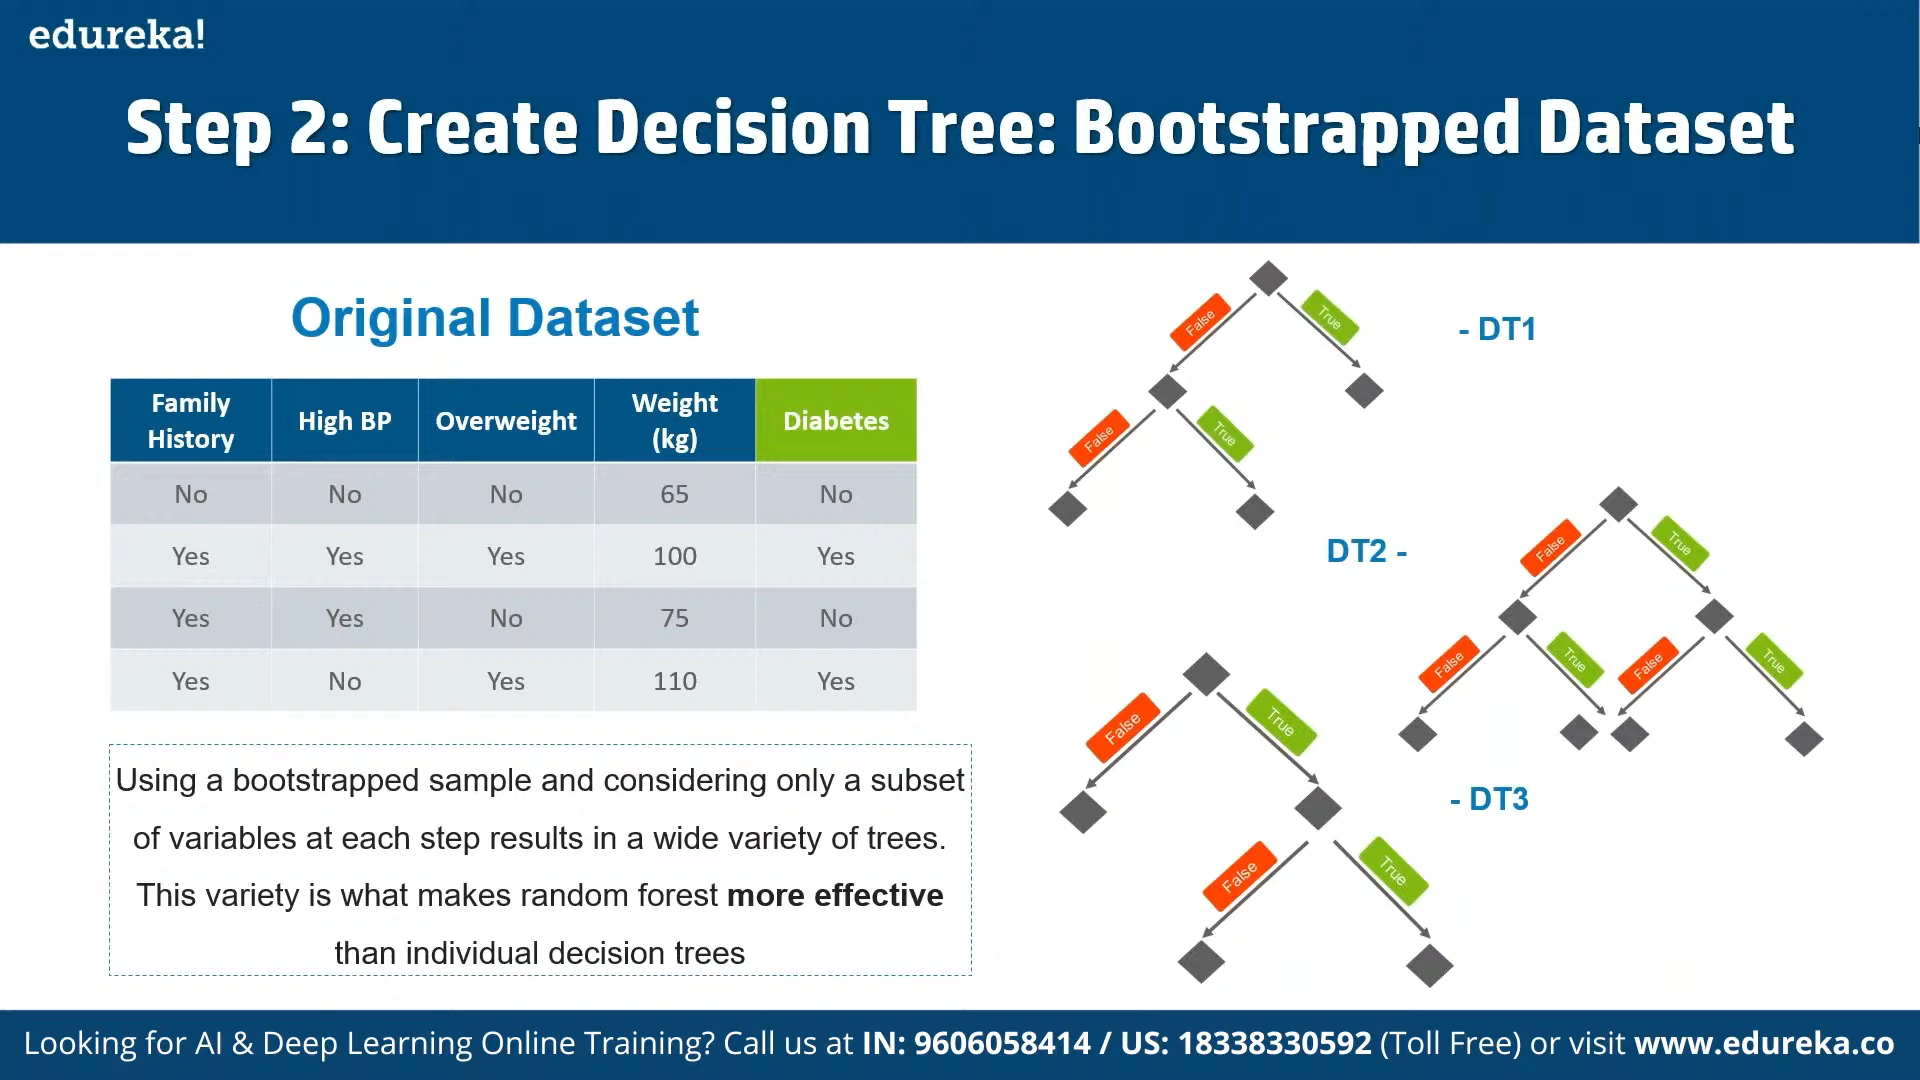 edureka!
Step 2: Create Decision Tree: Bootstrapped Dataset
Original Dataset
Family History High BP Overweight Weight (kg) Diabetes
No No No 65 No
Yes Yes Yes 100 Yes
Yes Yes No 75 No
Yes No Yes 110 Yes
Using a bootstrapped sample and considering only a subset
of variables at each step results in a wide variety of trees.
This variety is what makes random forest more effective
than individual decision trees
False True
- DT1
False True
DT2 -
False True
False True False True
False True
- DT3
False True
Looking for AI & Deep Learning Online Training? Call us at IN: 9606058414 / US: 18338330592 (Toll Free) or visit www.edureka.co